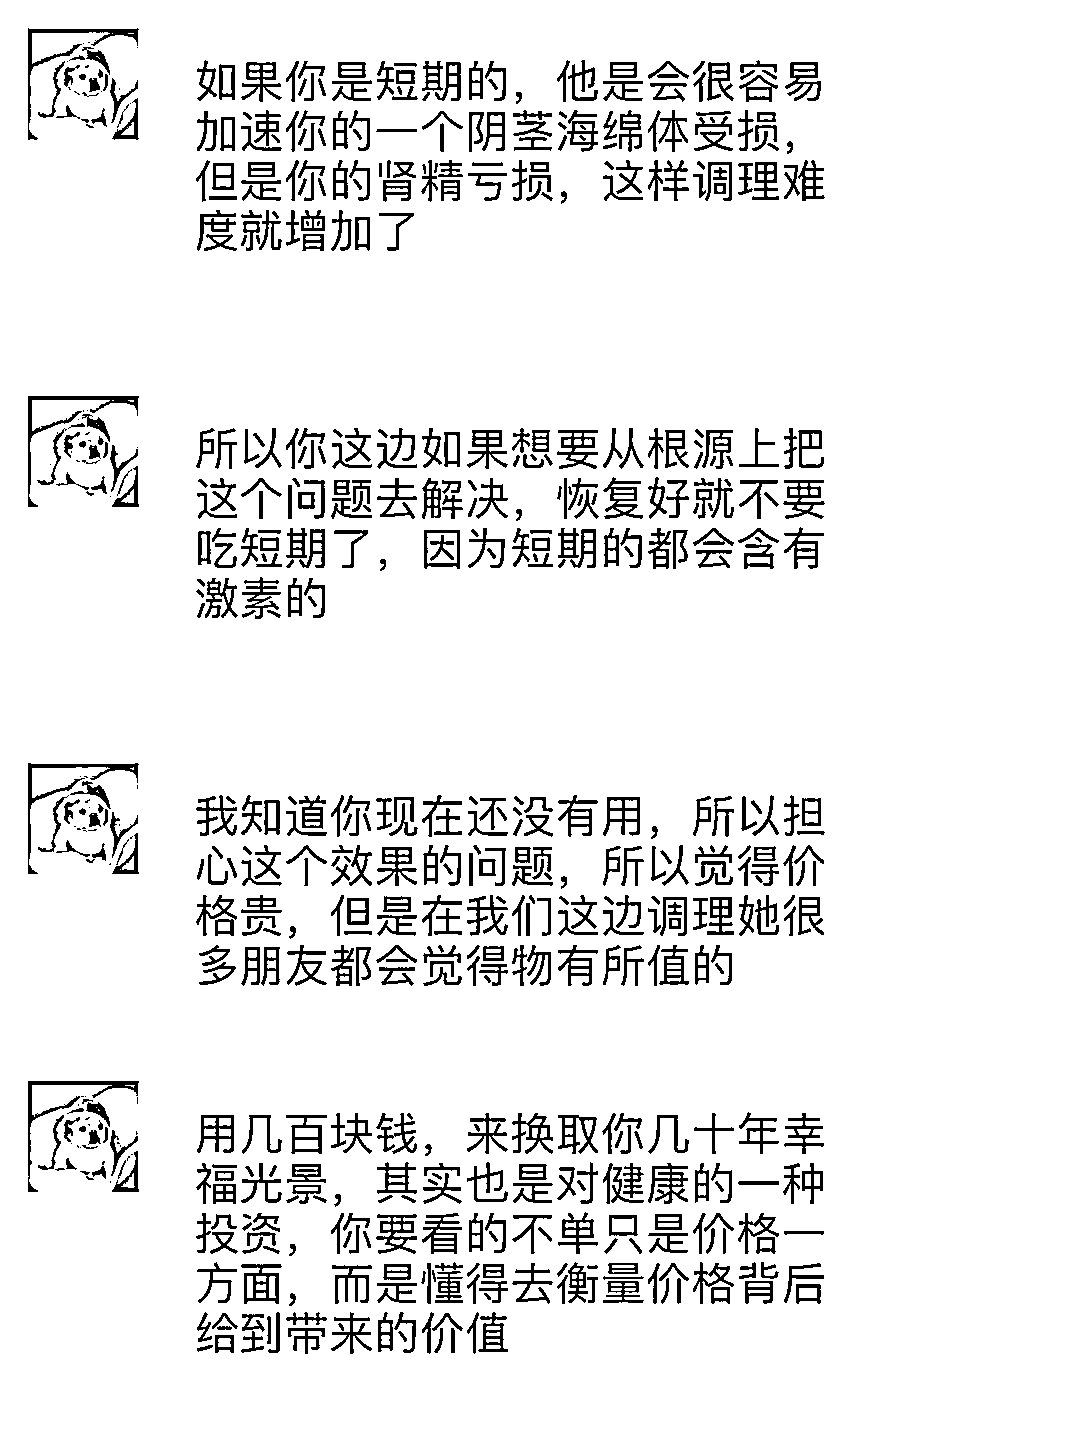 如果你是短期的，他是会很容易
加速你的一个阴茎海绵体受损，
但是你的肾精亏损，这样调理难
度就增加了
所以你这边如果想要从根源上把
这个问题去解决，恢复好就不要
吃短期了，因为短期的都会含有
激素的
我知道你现在还没有用，所以担
心这个效果的问题，所以觉得价
格贵，但是在我们这边调理她很
多朋友都会觉得物有所值的
用几百块钱，来换取你几十年幸
福光景，其实也是对健康的一种
投资，你要看的不单只是价格一
方面，而是懂得去衡量价格背后
给到带来的价值